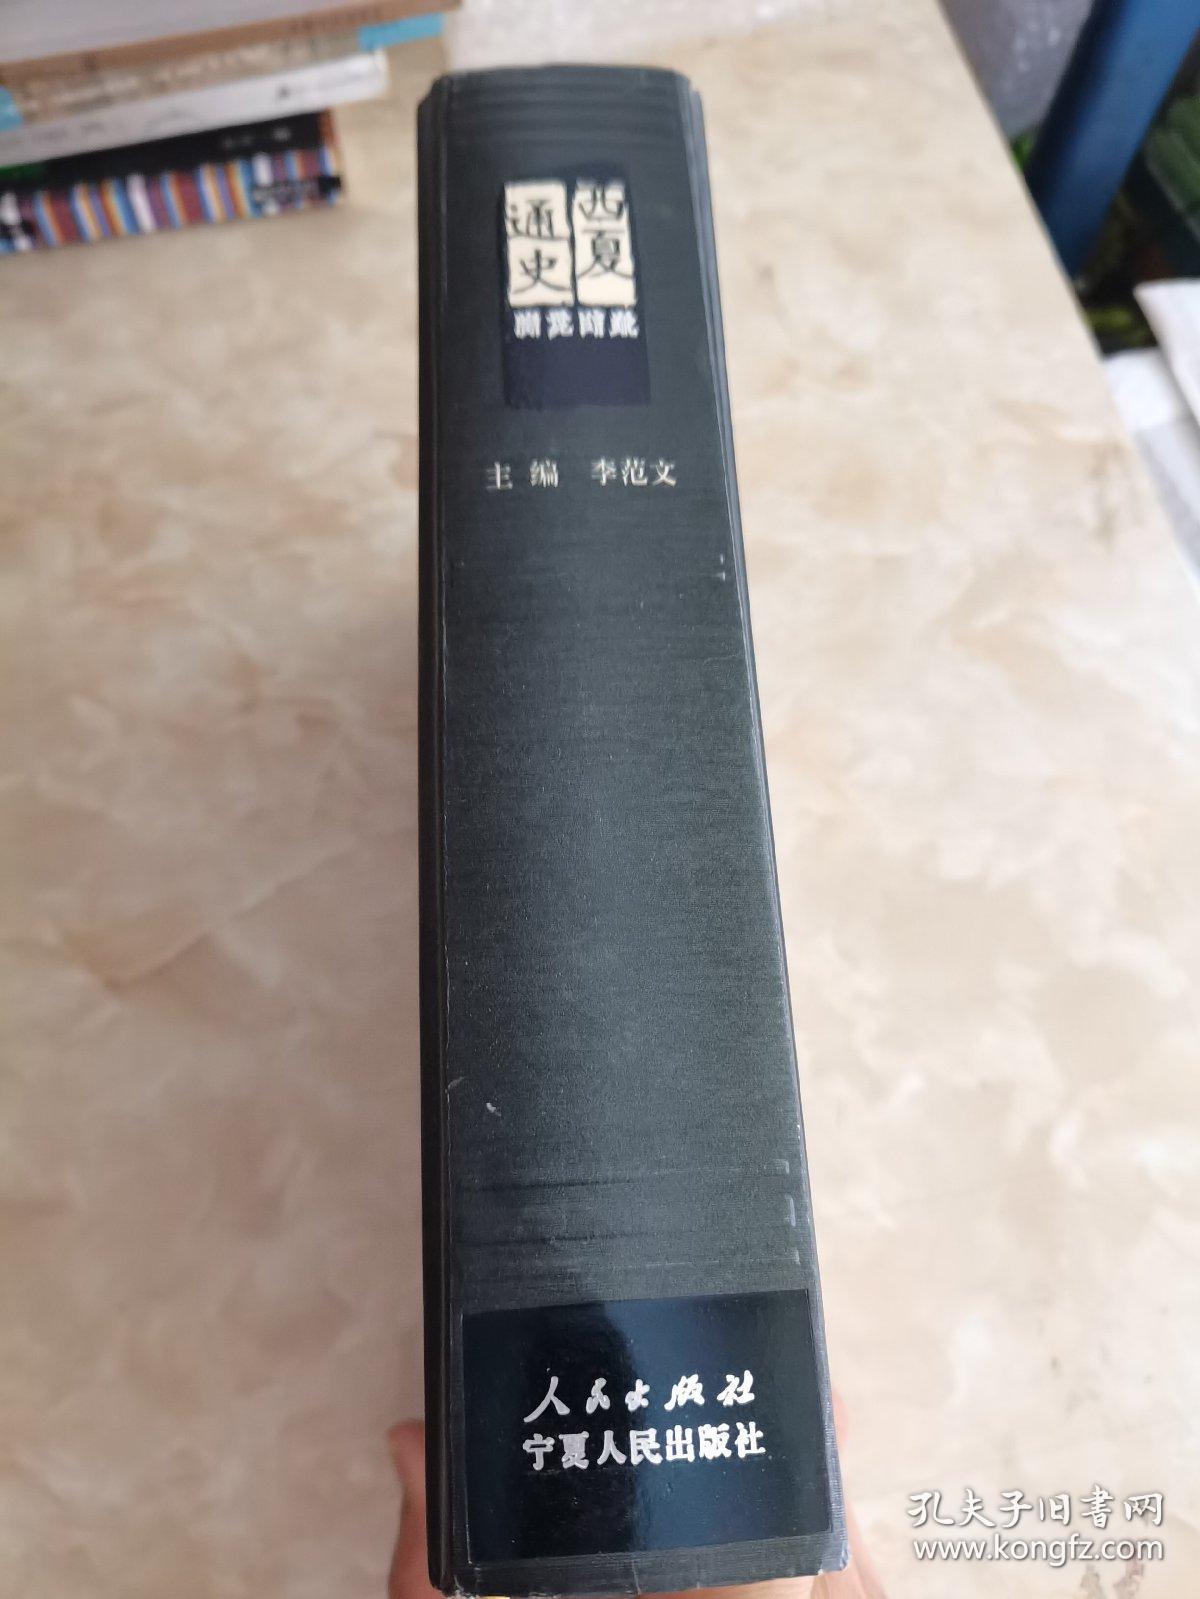 西夏
通史
主编 李范文
人民出版社
宁夏人民出版社
孔夫子旧書网
www.kongfz.com